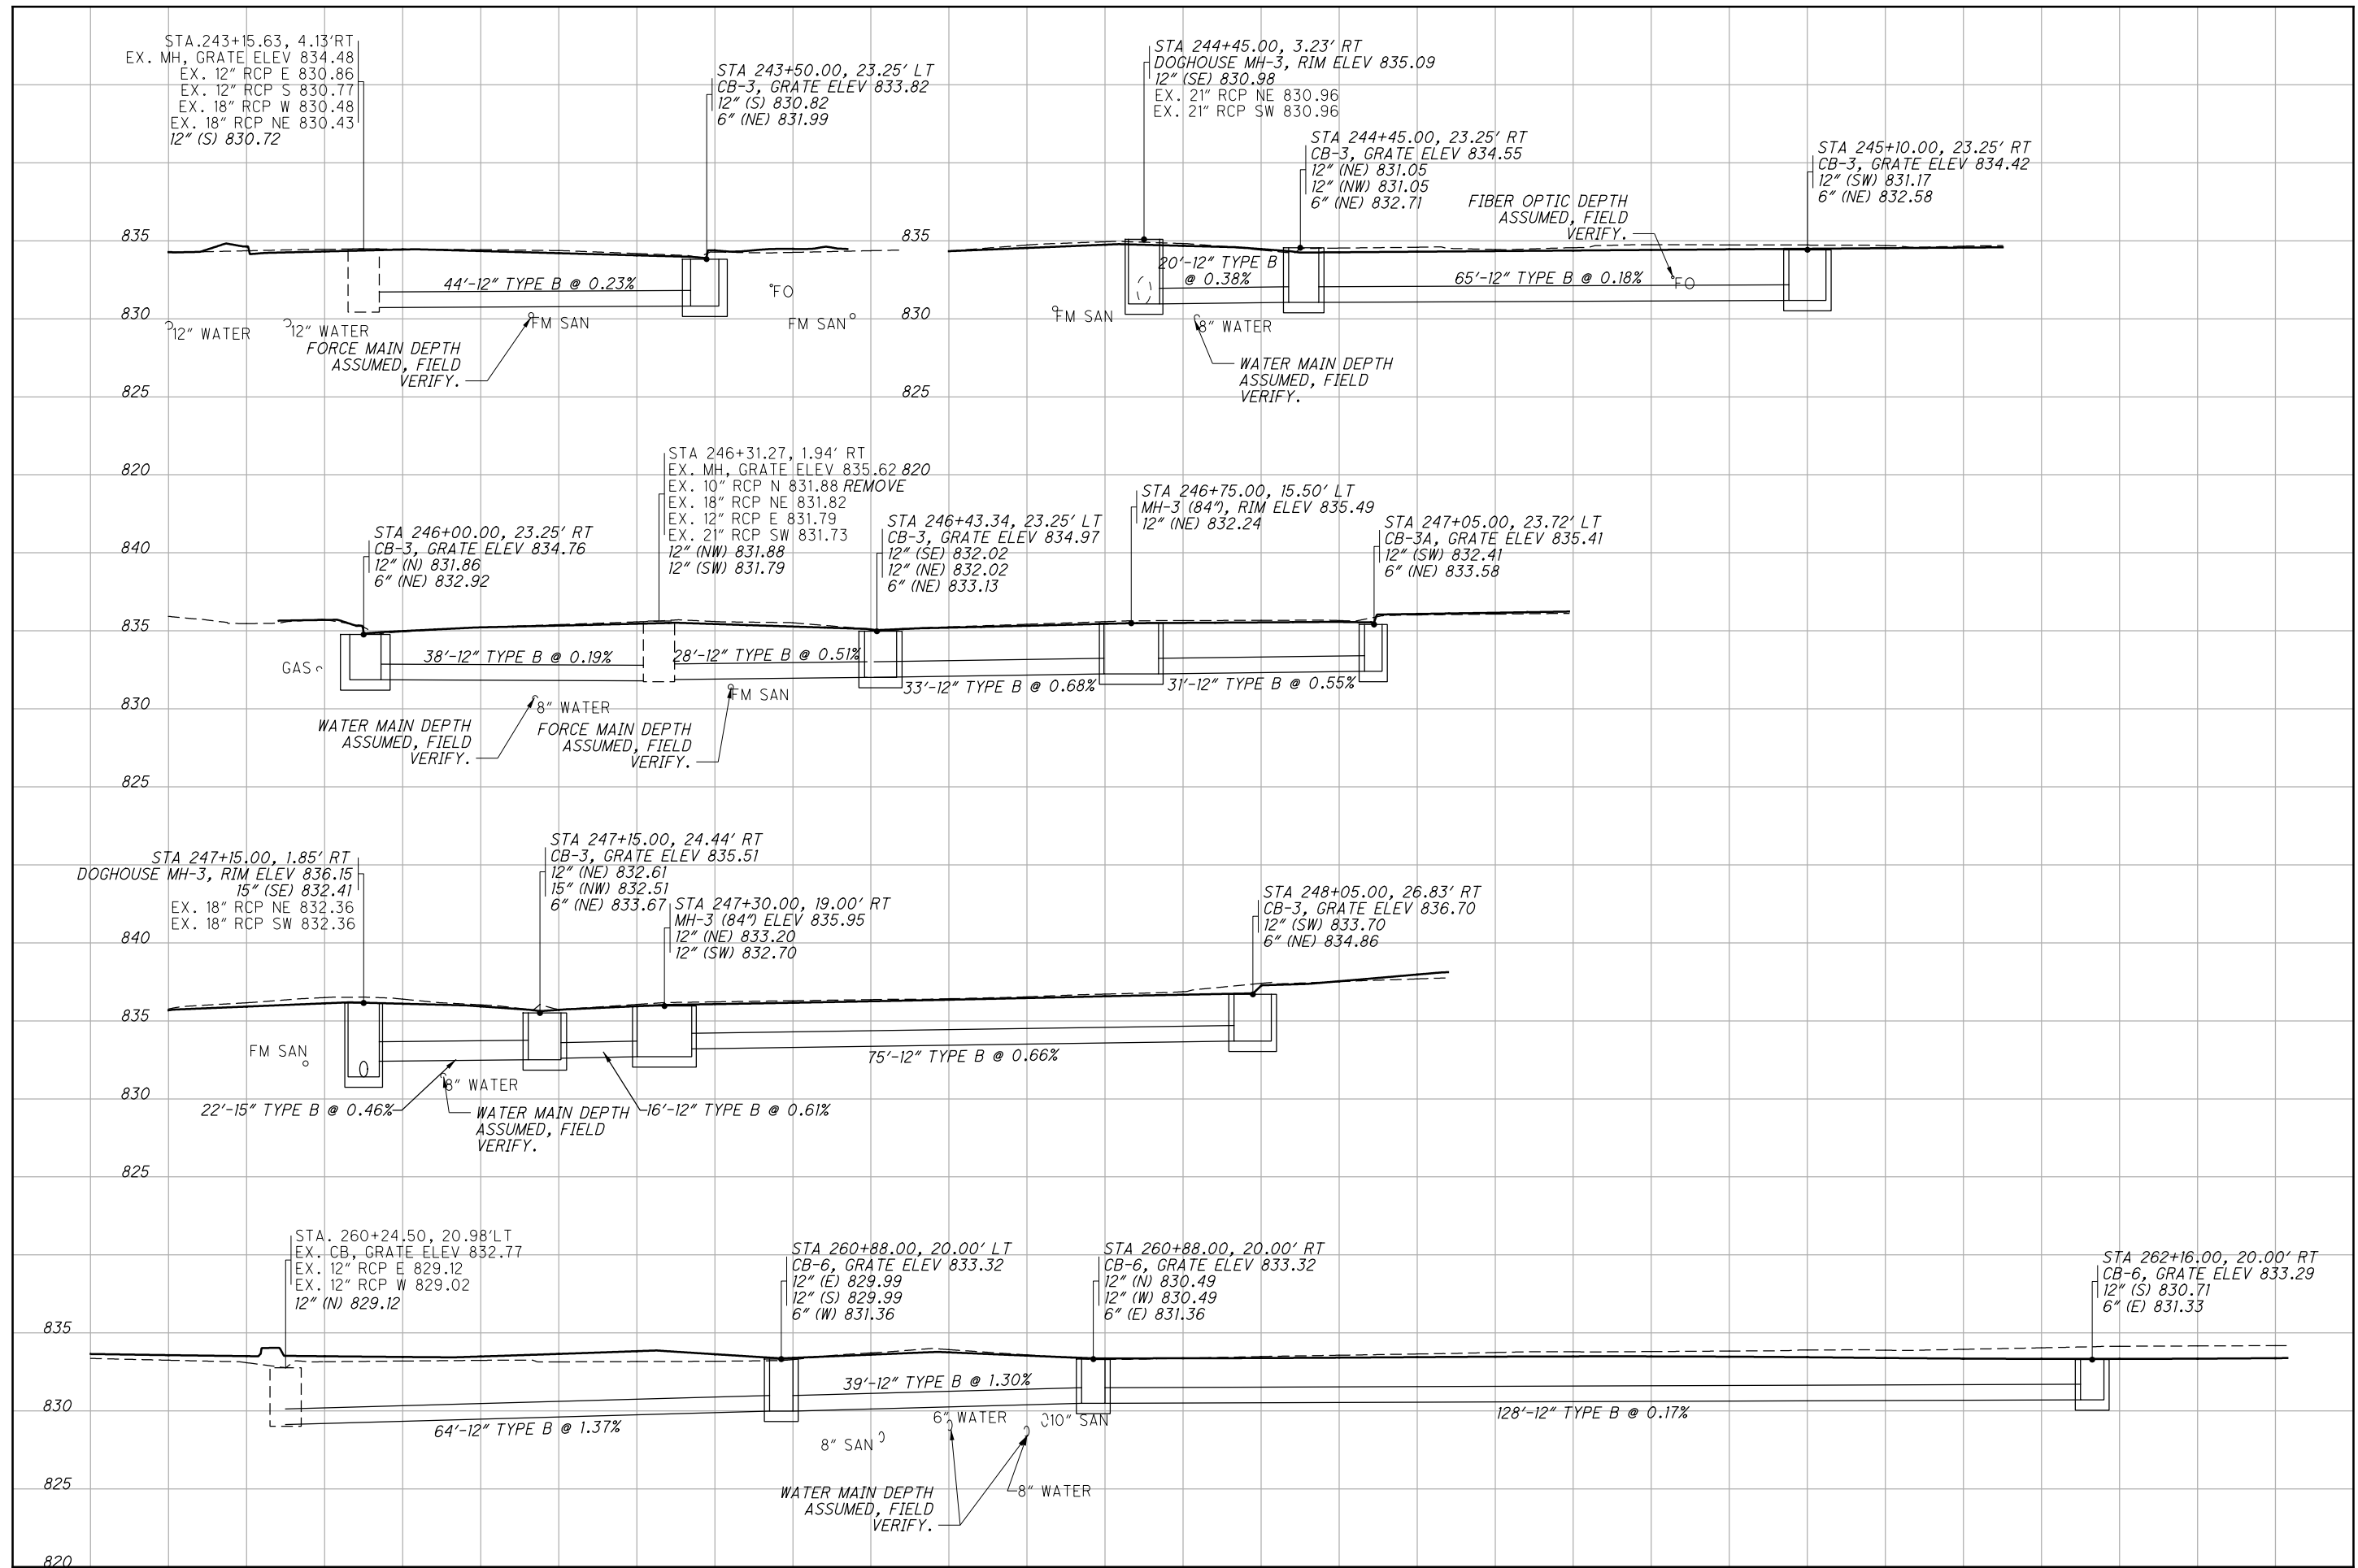 STA.243+15.63, 4.13'RT
EX. MH, GRATE ELEV 834.48
EX. 12" RCP E 830.86
EX. 12" RCP S 830.77
EX. 18" RCP W 830.48
EX. 18" RCP NE 830.43
12" (S) 830.72
STA 243+50.00, 23.25' LT
CB-3, GRATE ELEV 833.82
12" (S) 830.82
6" (NE) 831.99
STA 244+45.00, 3.23' RT
DOGHOUSE MH-3, RIM ELEV 835.09
12" (SE) 830.98
EX. 21" RCP NE 830.96
EX. 21" RCP SW 830.96
STA 244+45.00, 23.25' RT
CB-3, GRATE ELEV 834.55
12" (NE) 831.05
12" (NW) 831.05
6" (NE) 832.71
FIBER OPTIC DEPTH
ASSUMED, FIELD
VERIFY.
STA 245+10.00, 23.25' RT
CB-3, GRATE ELEV 834.42
12" (SW) 831.17
6" (NE) 832.58
835
835
44'-12" TYPE B @ 0.23%
FO
20'-12" TYPE B
@ 0.38%
65'-12" TYPE B @ 0.18%
FO
830
12" WATER
12" WATER
FM SAN
FM SAN
830
FM SAN
8" WATER
FORCE MAIN DEPTH
ASSUMED, FIELD
VERIFY.
WATER MAIN DEPTH
ASSUMED, FIELD
VERIFY.
825
825
820
820
STA 246+00.00, 23.25' RT
CB-3, GRATE ELEV 834.76
12" (N) 831.86
6" (NE) 832.92
STA 246+31.27, 1.94' RT
EX. MH, GRATE ELEV 835.62
EX. 10" RCP N 831.88 REMOVE
EX. 18" RCP NE 831.82
EX. 12" RCP E 831.79
EX. 21" RCP SW 831.73
12" (NW) 831.88
12" (SW) 831.79
STA 246+43.34, 23.25' LT
CB-3, GRATE ELEV 834.97
12" (SE) 832.02
12" (NE) 832.02
6" (NE) 833.13
STA 246+75.00, 15.50' LT
MH-3 (84"), RIM ELEV 835.49
12" (NE) 832.24
STA 247+05.00, 23.72' LT
CB-3A, GRATE ELEV 835.41
12" (SW) 832.41
6" (NE) 833.58
840
835
GAS
38'-12" TYPE B @ 0.19%
28'-12" TYPE B @ 0.51%
33'-12" TYPE B @ 0.68%
31'-12" TYPE B @ 0.55%
830
8" WATER
FM SAN
WATER MAIN DEPTH
ASSUMED, FIELD
VERIFY.
FORCE MAIN DEPTH
ASSUMED, FIELD
VERIFY.
825
STA 247+15.00, 1.85' RT
DOGHOUSE MH-3, RIM ELEV 836.15
15" (SE) 832.41
EX. 18" RCP NE 832.36
EX. 18" RCP SW 832.36
STA 247+15.00, 24.44' RT
CB-3, GRATE ELEV 835.51
12" (NE) 832.61
15" (NW) 832.51
6" (NE) 833.67
STA 247+30.00, 19.00' RT
MH-3 (84") ELEV 835.95
12" (NE) 833.20
12" (SW) 832.70
STA 248+05.00, 26.83' RT
CB-3, GRATE ELEV 836.70
12" (SW) 833.70
6" (NE) 834.86
840
835
FM SAN
8" WATER
75'-12" TYPE B @ 0.66%
830
22'-15" TYPE B @ 0.46%
WATER MAIN DEPTH
ASSUMED, FIELD
VERIFY.
16'-12" TYPE B @ 0.61%
825
STA. 260+24.50, 20.98'LT
EX. CB, GRATE ELEV 832.77
EX. 12" RCP E 829.12
EX. 12" RCP W 829.02
12" (N) 829.12
STA 260+88.00, 20.00' LT
CB-6, GRATE ELEV 833.32
12" (E) 829.99
12" (S) 829.99
6" (W) 831.36
STA 260+88.00, 20.00' RT
CB-6, GRATE ELEV 833.32
12" (N) 830.49
12" (W) 830.49
6" (E) 831.36
STA 262+16.00, 20.00' RT
CB-6, GRATE ELEV 833.29
12" (S) 830.71
6" (E) 831.33
835
830
64'-12" TYPE B @ 1.37%
39'-12" TYPE B @ 1.30%
128'-12" TYPE B @ 0.17%
6" WATER
10" SAN
8" SAN
825
8" WATER
WATER MAIN DEPTH
ASSUMED, FIELD
VERIFY.
820